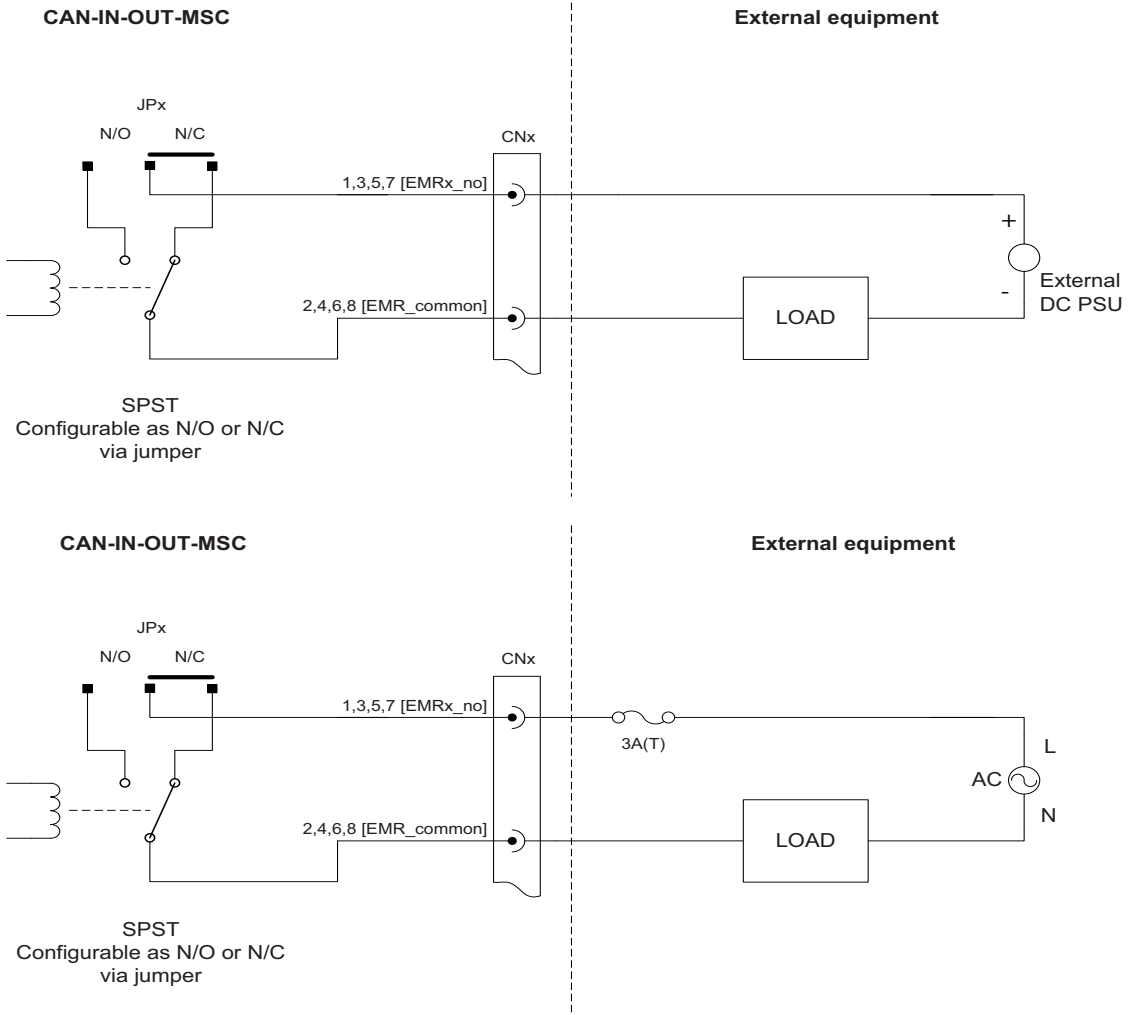 CAN-IN-OUT-MSC
External equipment
JPx
N/O N/C
CNx
1,3,5,7 [EMRx_no]
+
-
External
DC PSU
2,4,6,8 [EMR_common]
LOAD
SPST
Configurable as N/O or N/C
via jumper
CAN-IN-OUT-MSC
External equipment
JPx
N/O N/C
CNx
1,3,5,7 [EMRx_no]
3A(T)
L
AC
N
2,4,6,8 [EMR_common]
LOAD
SPST
Configurable as N/O or N/C
via jumper